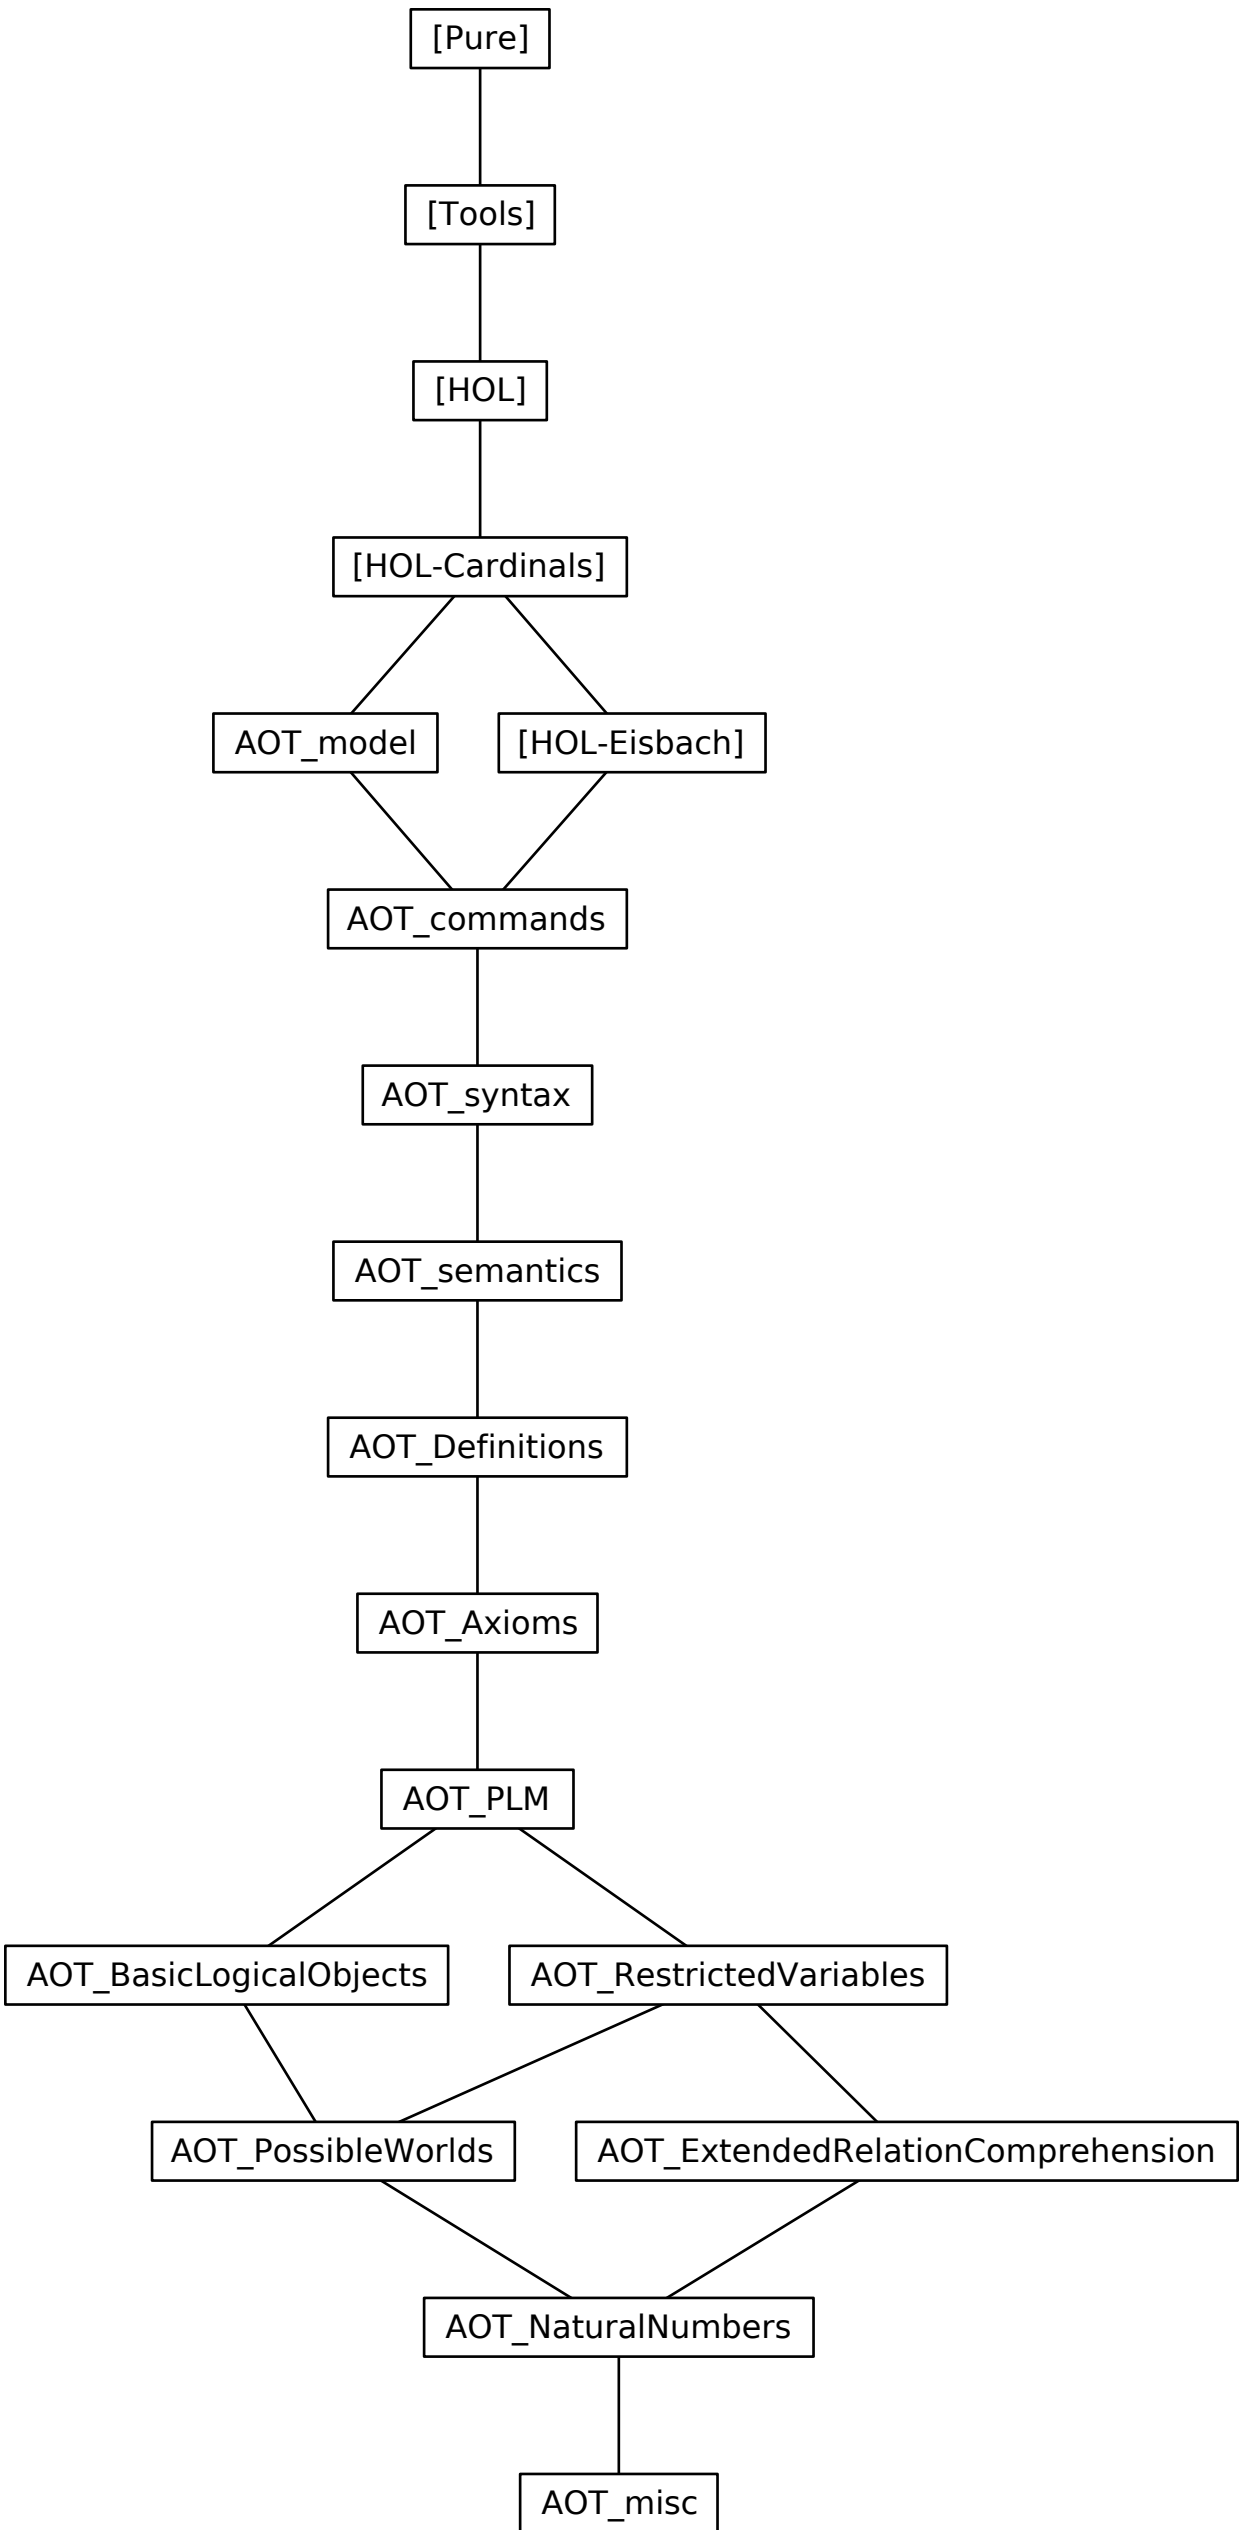 [Pure]
[Tools]
[HOL]
[HOL-Cardinals]
AOT_model
[HOL-Eisbach]
AOT_commands
AOT_syntax
AOT_semantics
AOT_Definitions
AOT_Axioms
AOT_PLM
AOT_BasicLogicalObjects
AOT_RestrictedVariables
AOT_PossibleWorlds
AOT_ExtendedRelationComprehension
AOT_NaturalNumbers
AOT_misc